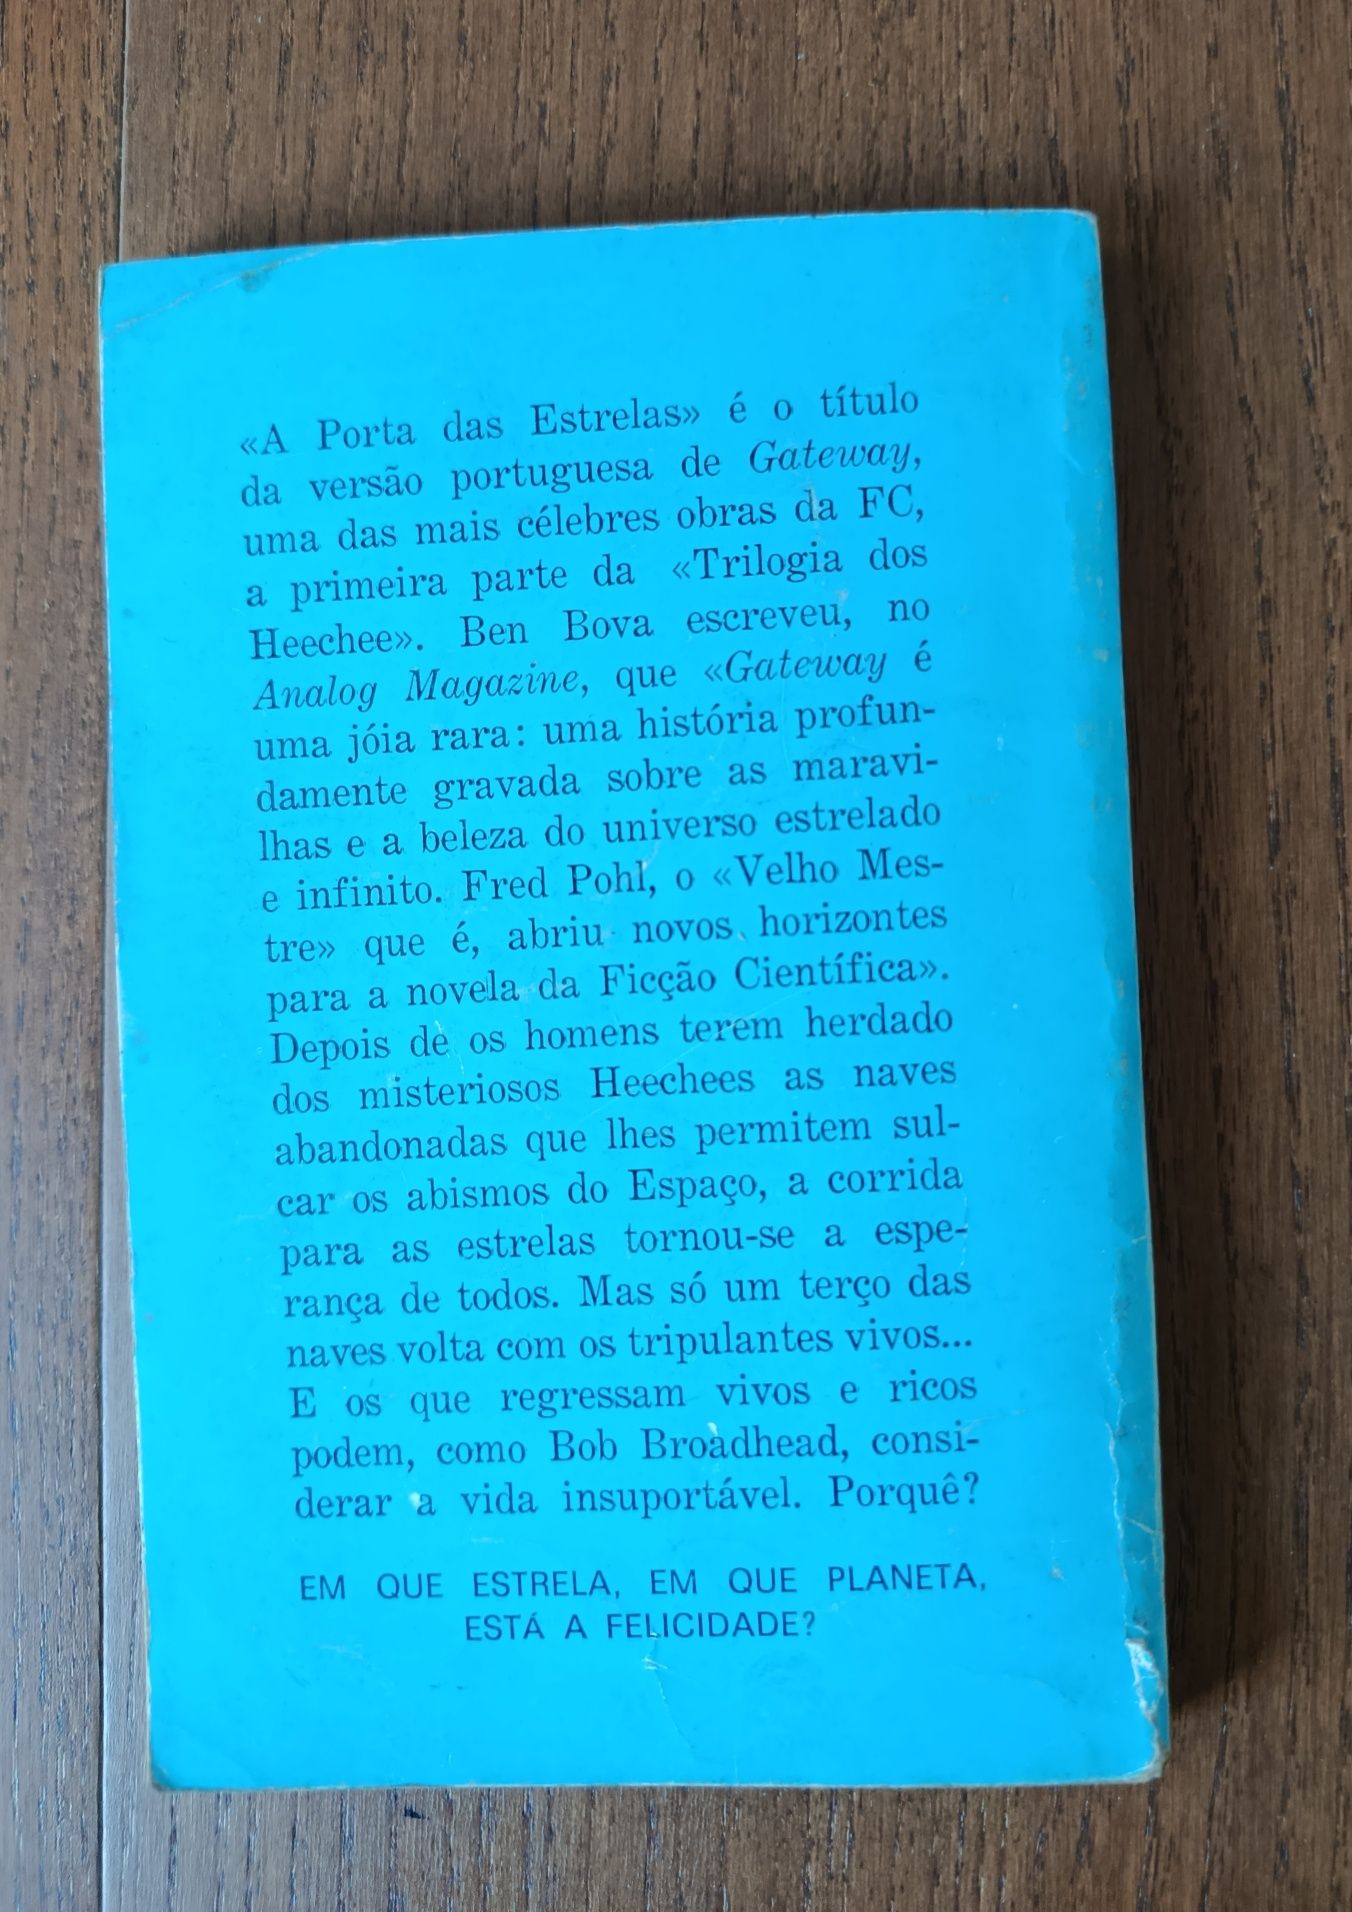 «A Porta das Estrelas» é o título
da versão portuguesa de Gateway,
uma das mais célebres obras da FC,
a primeira parte da «Trilogia dos
Heechee». Ben Bova escreveu, no
Analog Magazine, que «Gateway é
uma jóia rara: uma história profun-
damente gravada sobre as maravi-
lhas e a beleza do universo estrelado
e infinito. Fred Pohl, o «Velho Mes-
tre» que é, abriu novos horizontes
para a novela da Ficção Científica».
Depois de os homens terem herdado
dos misteriosos Heechees as naves
abandonadas que lhes permitem sul-
car os abismos do Espaço, a corrida
para as estrelas tornou-se a espe-
rança de todos. Mas só um terço das
naves volta com os tripulantes vivos...
E os que regressam vivos e ricos
podem, como Bob Broadhead, consi-
derar a vida insuportável. Porquê?
EM QUE ESTRELA, EM QUE PLANETA,
ESTÁ A FELICIDADE?